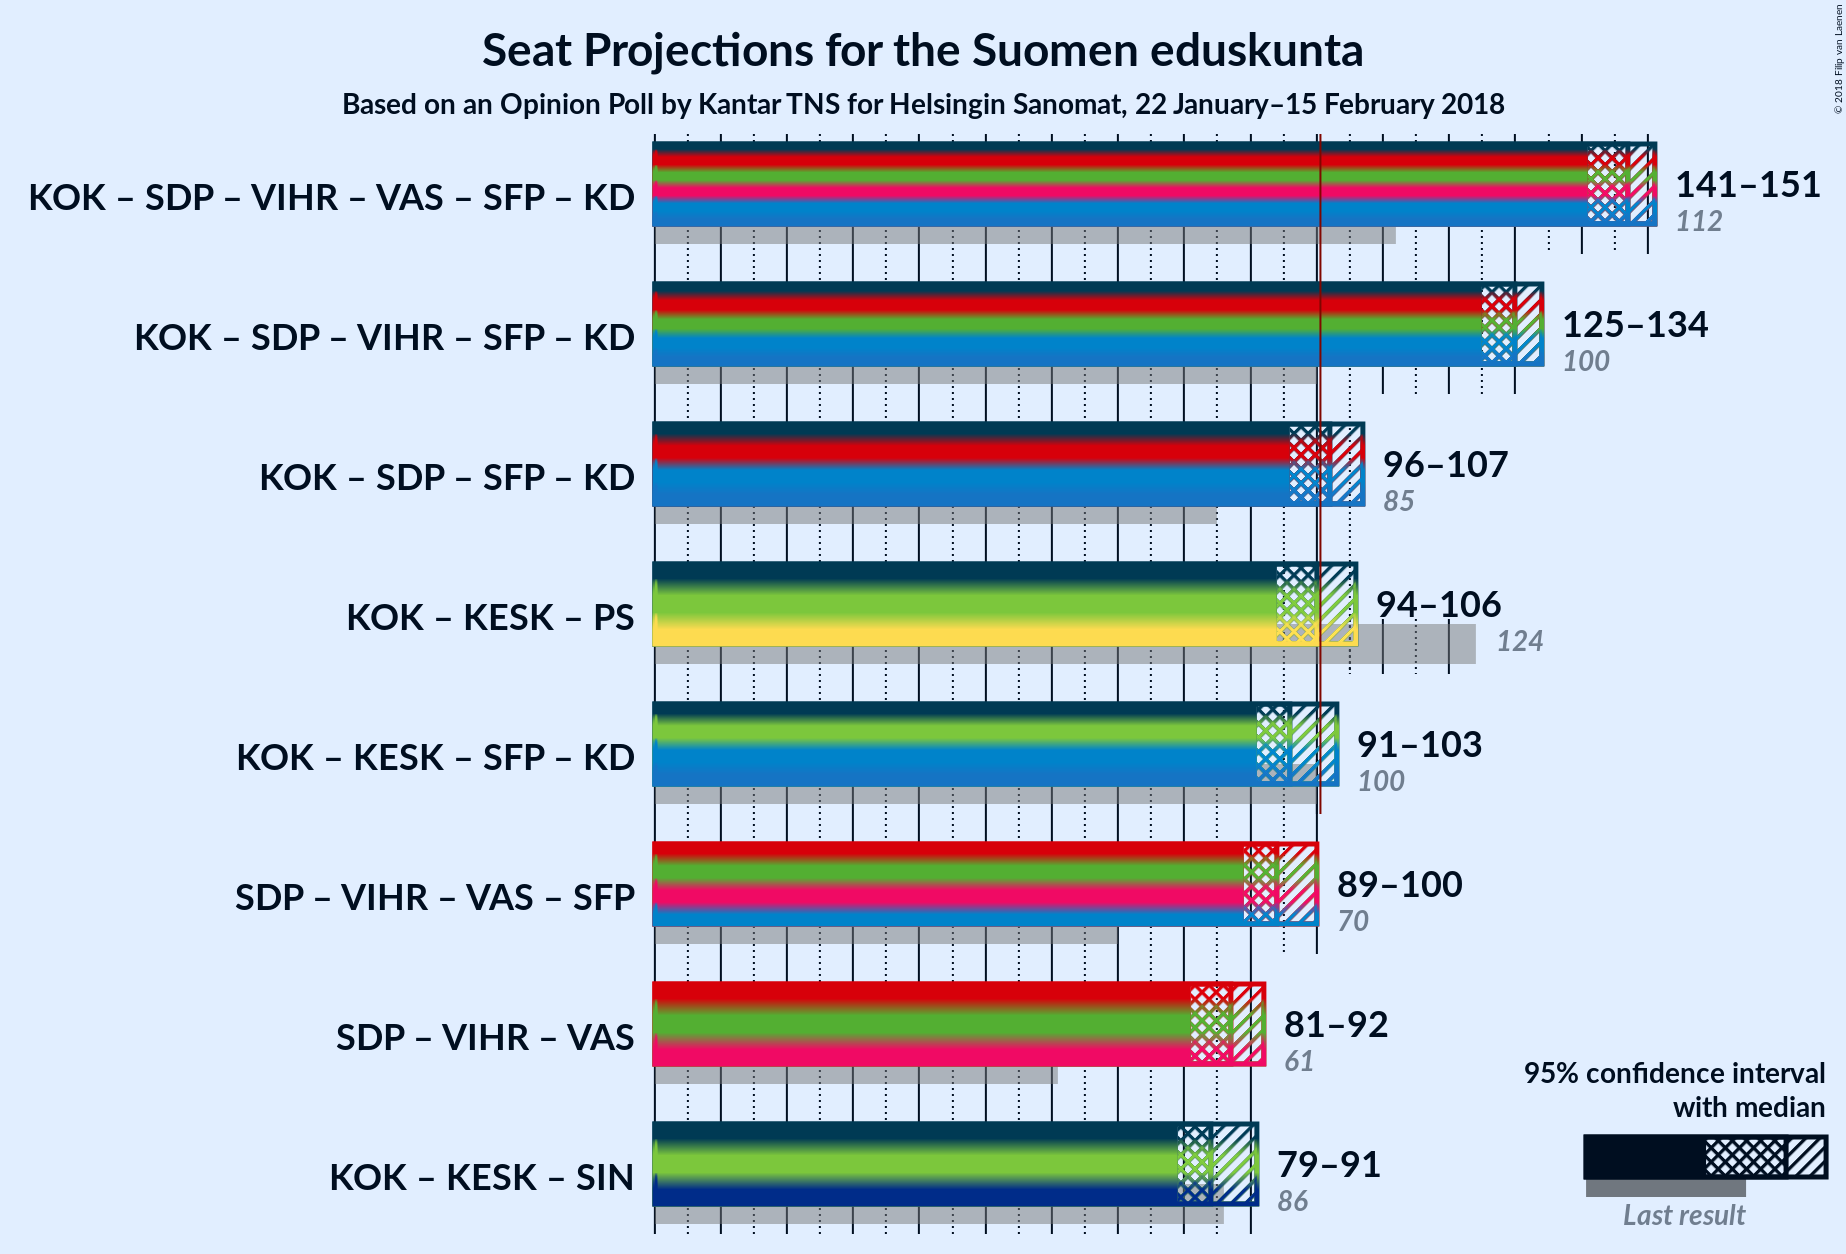 Seat Projections for the Suomen eduskunta
Based on an Opinion Poll by Kantar TNS for Helsingin Sanomat, 22 January–15 February 2018
© 2018 Filip van Laenen
KOK – SDP – VIHR – VAS – SFP – KD
141–151
112
KOK – SDP – VIHR – SFP – KD
125–134
100
KOK – SDP – SFP – KD
96–107
85
KOK – KESK – PS
94–106
124
KOK – KESK – SFP – KD
91–103
100
SDP – VIHR – VAS – SFP
89–100
70
SDP – VIHR – VAS
81–92
61
KOK – KESK – SIN
79–91
86
95% confidence interval
with median
Last result